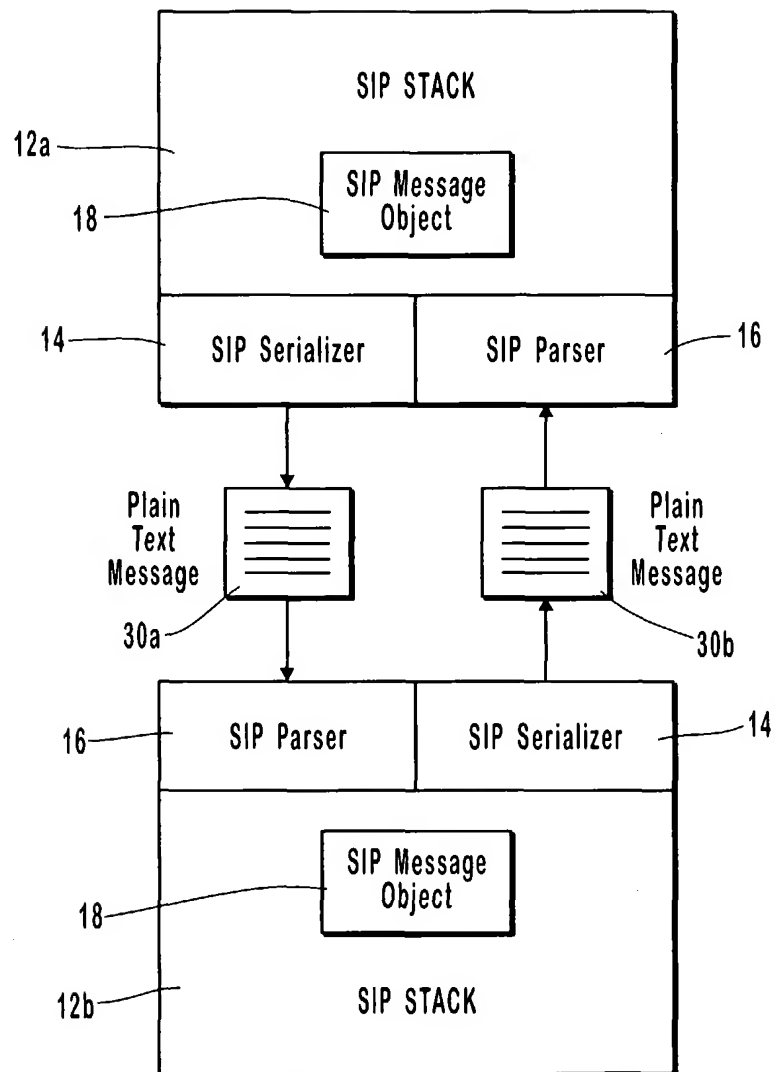 SIP STACK
12a
SIP Message
Object
18
14
SIP Serializer
SIP Parser
16
Plain
Text
Message
30a
Plain
Text
Message
30b
16
SIP Parser
SIP Serializer
14
SIP Message
Object
18
12b
SIP STACK